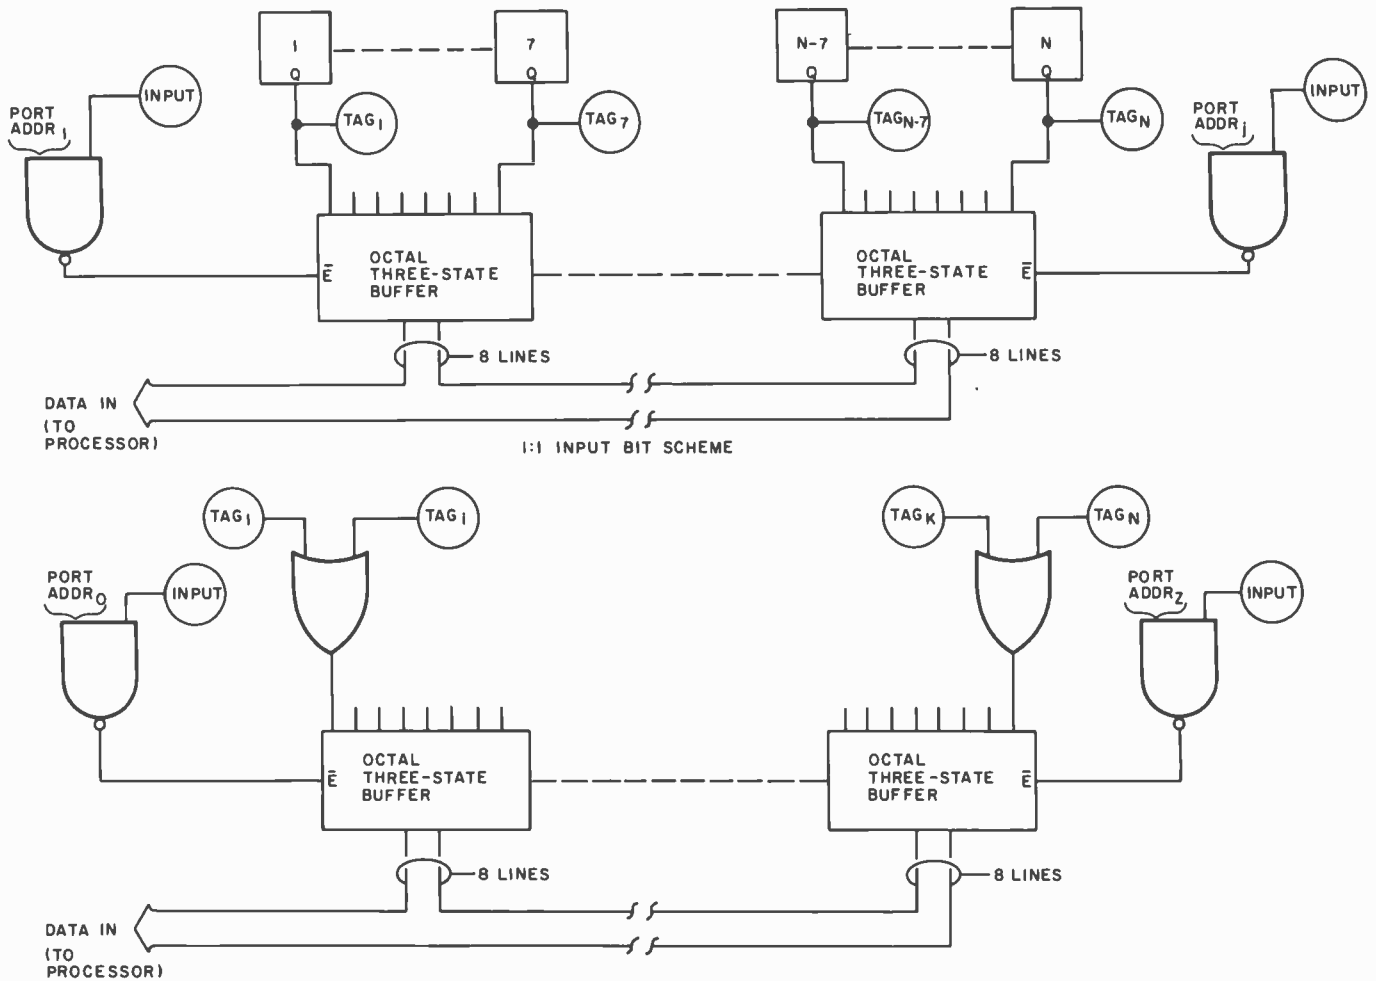 1
Q
7
Q
N-7
Q
N
Q
INPUT
PORT
ADDR1
TAG1
TAG7
TAGN-7
TAGN
PORT
ADDRj
INPUT
OCTAL
THREE-STATE
BUFFER
E̅
OCTAL
THREE-STATE
BUFFER
E̅
8 LINES
8 LINES
DATA IN
(TO
PROCESSOR)
1:1 INPUT BIT SCHEME
TAG1
TAGi
TAGK
TAGN
PORT
ADDR0
INPUT
PORT
ADDRZ
INPUT
OCTAL
THREE-STATE
BUFFER
E̅
OCTAL
THREE-STATE
BUFFER
E̅
8 LINES
8 LINES
DATA IN
(TO
PROCESSOR)